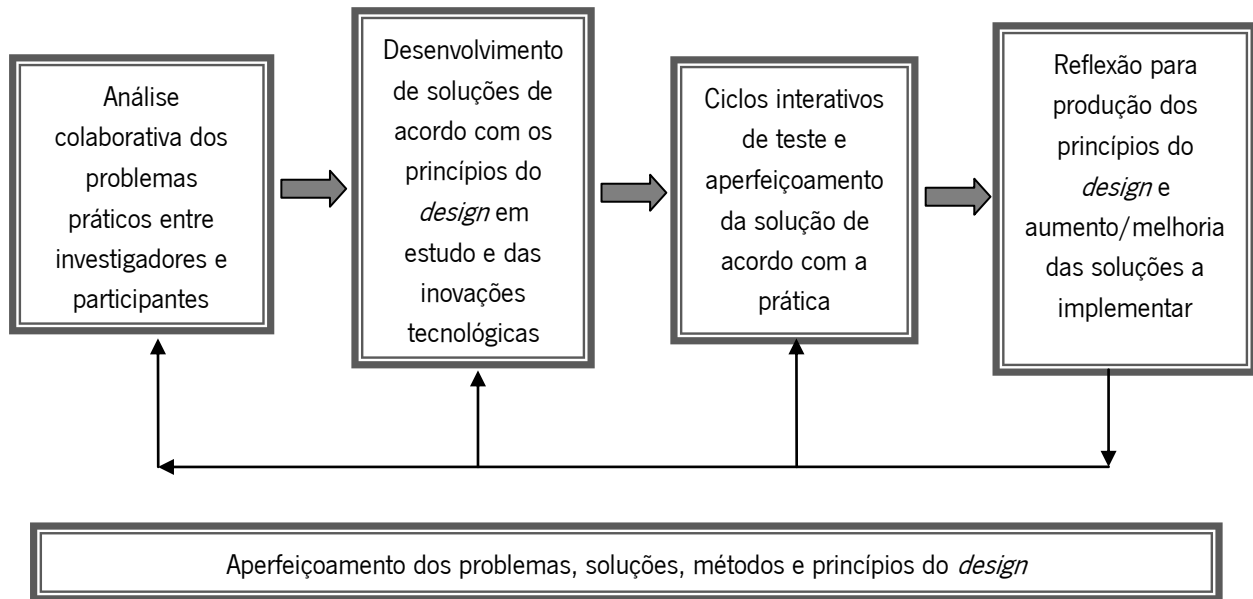 Análise
colaborativa dos
problemas
práticos entre
investigadores e
participantes
Desenvolvimento
de soluções de
acordo com os
princípios do
design em
estudo e das
inovações
tecnológicas
Ciclos interativos
de teste e
aperfeiçoamento
da solução de
acordo com a
prática
Reflexão para
produção dos
princípios do
design e
aumento/melhoria
das soluções a
implementar
Aperfeiçoamento dos problemas, soluções, métodos e princípios do design